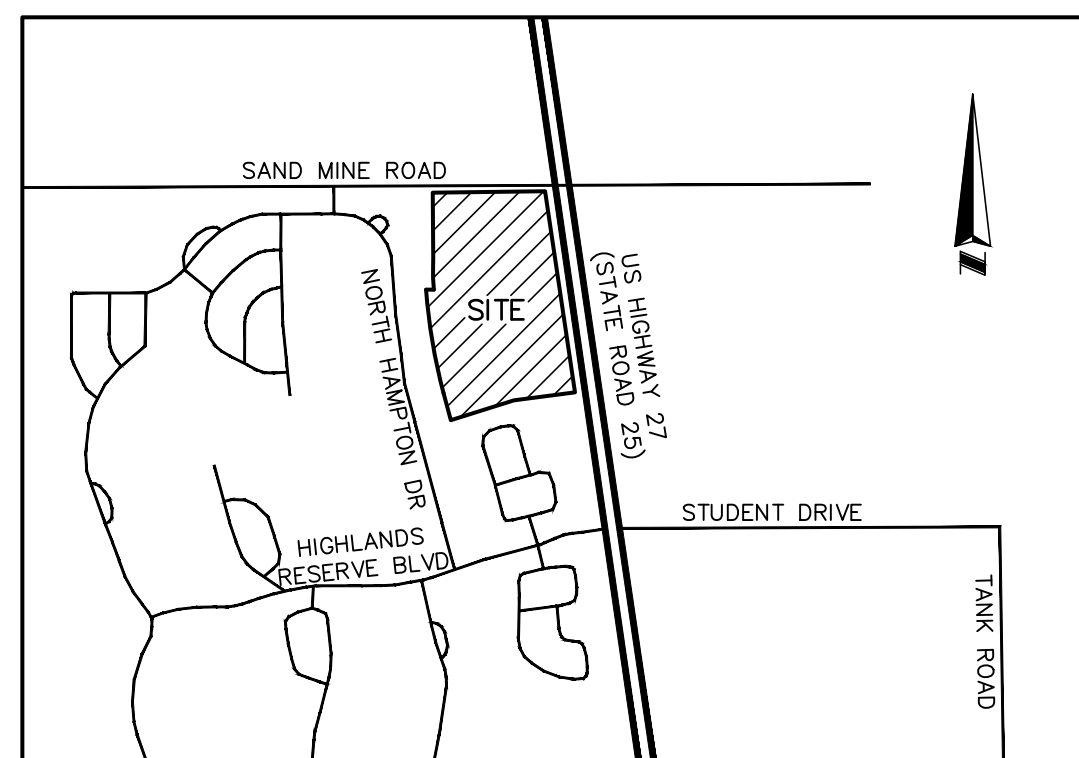 SAND MINE ROAD
SITE
US HIGHWAY 27
(STATE ROAD 25)
NORTH HAMPTON DR
STUDENT DRIVE
HIGHLANDS
RESERVE BLVD
TANK ROAD